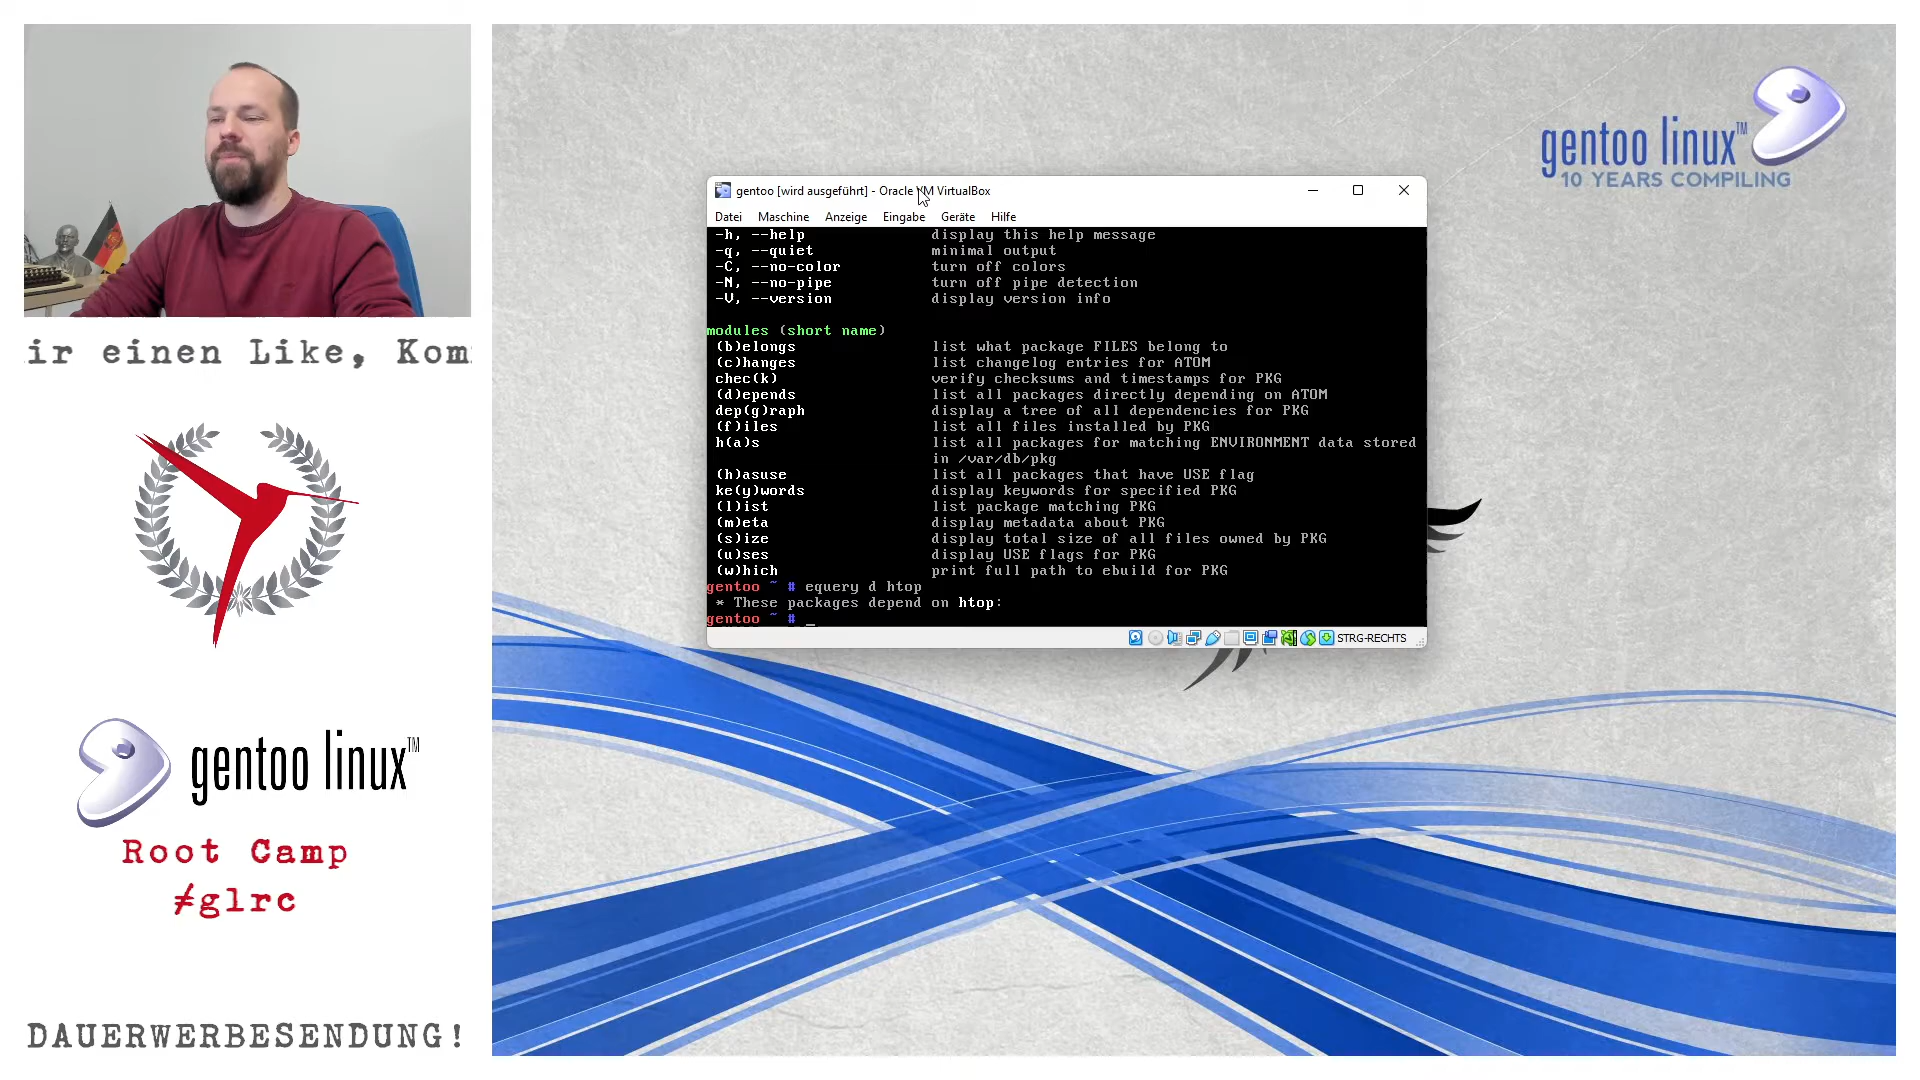 ir einen Like, Kom
gentoo linux™
Root Camp
≠glrc
DAUERWERBESENDUNG!
gentoo linux™
10 YEARS COMPILING
gentoo [wird ausgeführt] - Oracle VM VirtualBox
Datei Maschine Anzeige Eingabe Geräte Hilfe
-h, --help display this help message
-q, --quiet minimal output
-C, --no-color turn off colors
-N, --no-pipe turn off pipe detection
-V, --version display version info
modules (short name)
(b)elongs list what package FILES belong to
(c)hanges list changelog entries for ATOM
chec(k) verify checksums and timestamps for PKG
(d)epends list all packages directly depending on ATOM
dep(g)raph display a tree of all dependencies for PKG
(f)iles list all files installed by PKG
h(a)s list all packages for matching ENVIRONMENT data stored
in /var/db/pkg
(h)asuse list all packages that have USE flag
ke(y)words display keywords for specified PKG
(l)ist list package matching PKG
(m)eta display metadata about PKG
(s)ize display total size of all files owned by PKG
(u)ses display USE flags for PKG
(w)hich print full path to ebuild for PKG
gentoo ~ # equery d htop
* These packages depend on htop:
gentoo ~ # _
STRG-RECHTS